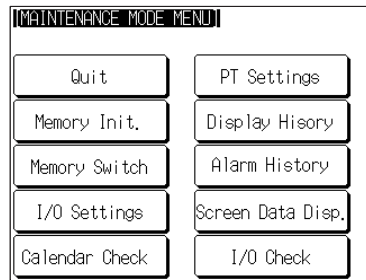 [MAINTENANCE MODE MENU]
Quit
PT Settings
Memory Init.
Display Hisory
Memory Switch
Alarm History
I/O Settings
Screen Data Disp.
Calendar Check
I/O Check